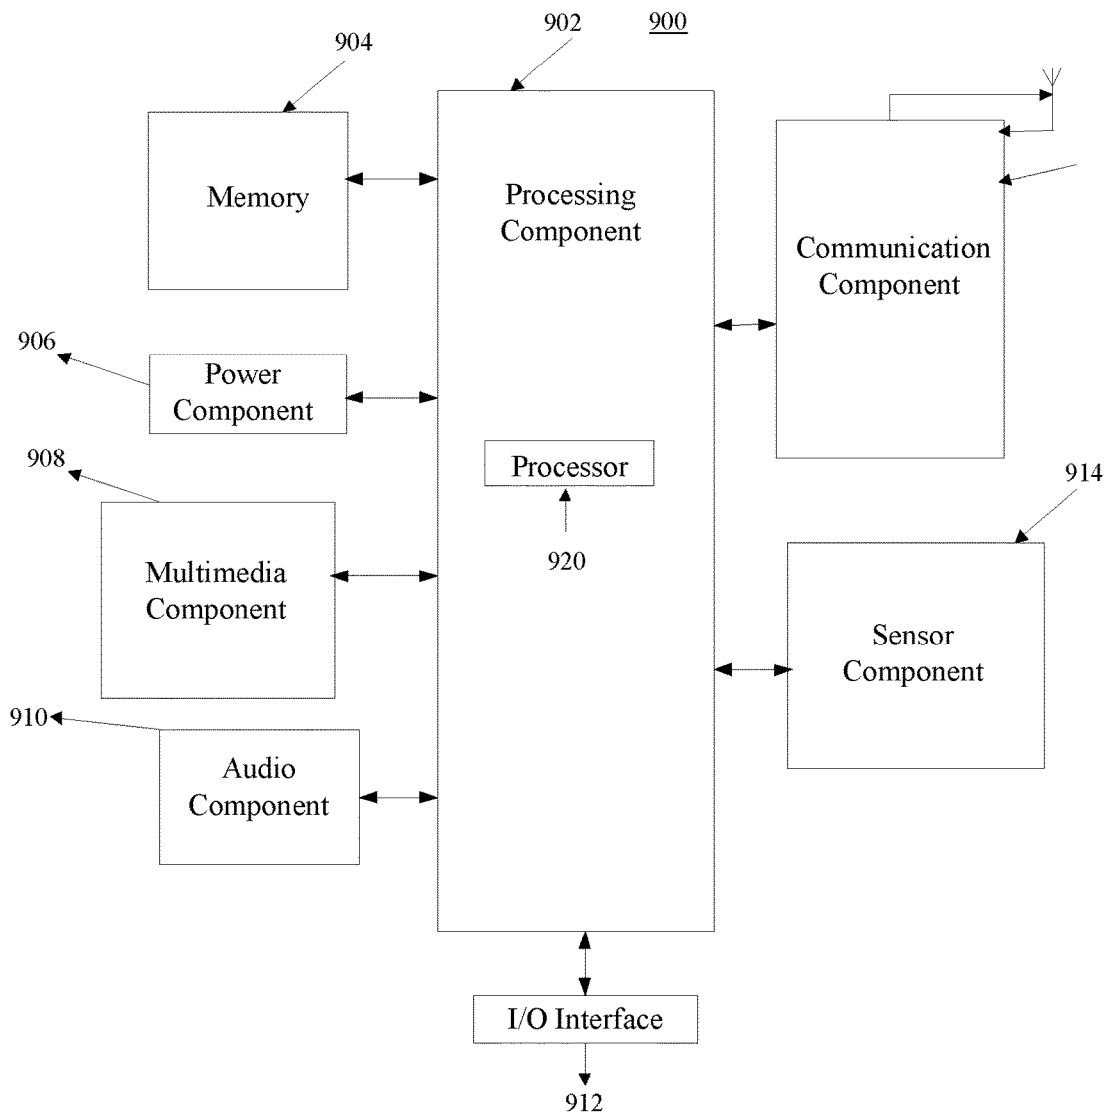 902
900
904
Memory
Processing
Component
Communication
Component
906
Power
Component
908
Processor
914
920
Multimedia
Component
Sensor
Component
910
Audio
Component
I/O Interface
912